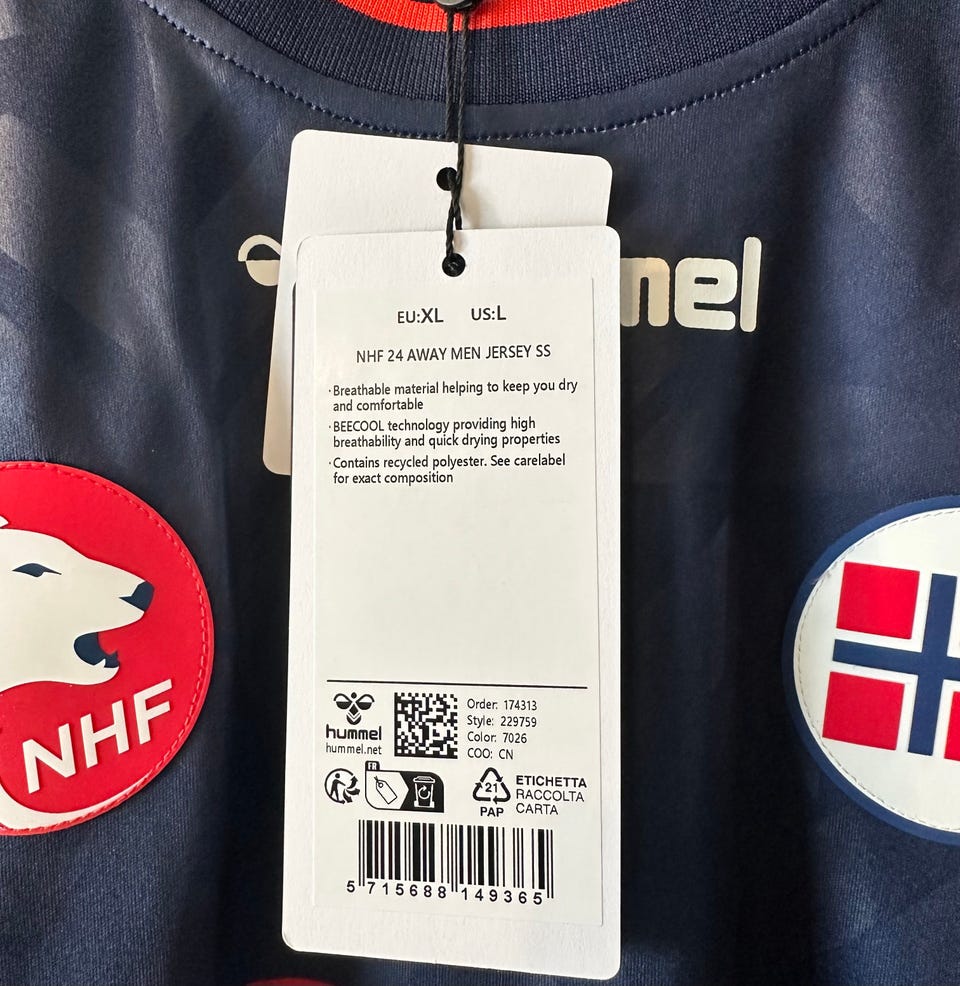 mel
EU:XL US:L
NHF 24 AWAY MEN JERSEY SS
·Breathable material helping to keep you dry
and comfortable
·BEECOOL technology providing high
breathability and quick drying properties
·Contains recycled polyester. See carelabel
for exact composition
NHF
hummel
hummel.net
Order: 174313
Style: 229759
Color: 7026
COO: CN
FR
21
PAP
ETICHETTA
RACCOLTA
CARTA
5 715688 149365